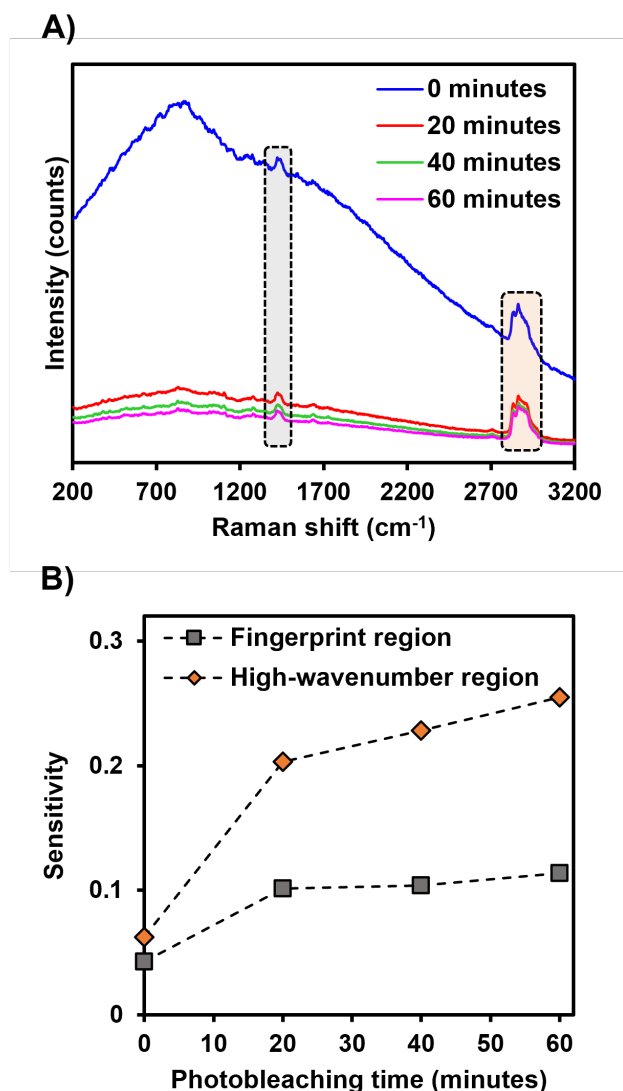 A)
Intensity (counts)
0 minutes
20 minutes
40 minutes
60 minutes
200 700 1200 1700 2200 2700 3200
Raman shift (cm-1)
B)
Sensitivity
Fingerprint region
High-wavenumber region
0.3
0.2
0.1
0
0 10 20 30 40 50 60
Photobleaching time (minutes)